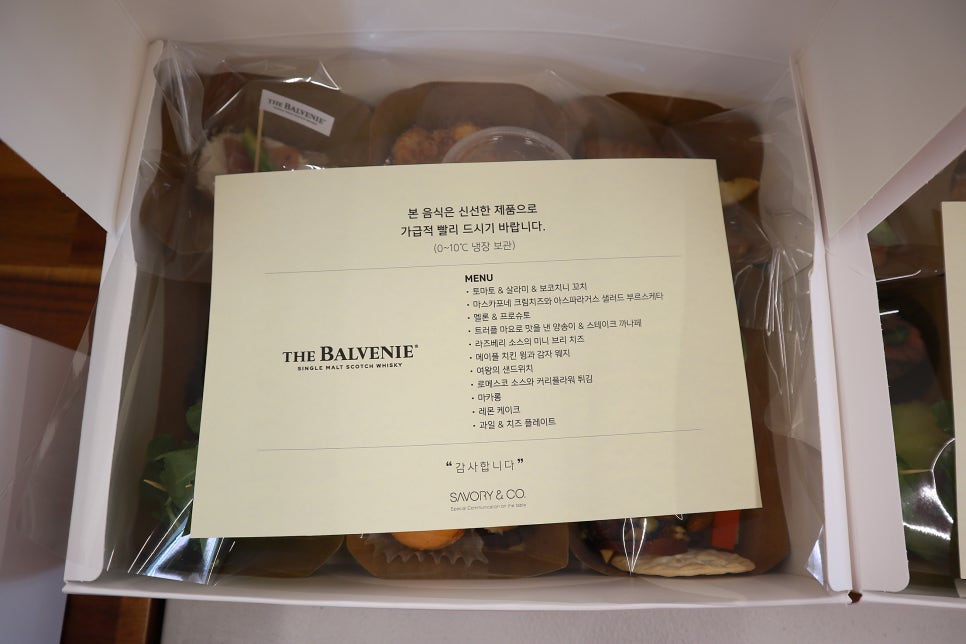 THE BALVENIE
본 음식은 신선한 제품으로
가급적 빨리 드시기 바랍니다.
(0~10℃ 냉장 보관)
MENU
• 토마토 & 살라미 & 보코치니 꼬치
• 마스카포네 크림치즈와 아스파라거스 샐러드 부르스케타
• 멜론 & 프로슈토
• 트러플 마요로 맛을 낸 양송이 & 스테이크 까나페
• 라즈베리 소스의 미니 브리 치즈
• 메이플 치킨 윙과 감자 웨지
• 여왕의 샌드위치
• 로메스코 소스와 커리플라워 튀김
• 마카롱
• 레몬 케이크
• 과일 & 치즈 플레이트
THE BALVENIE®
SINGLE MALT SCOTCH WHISKY
“감사합니다”
SAVORY & CO.
Special Communication on the table